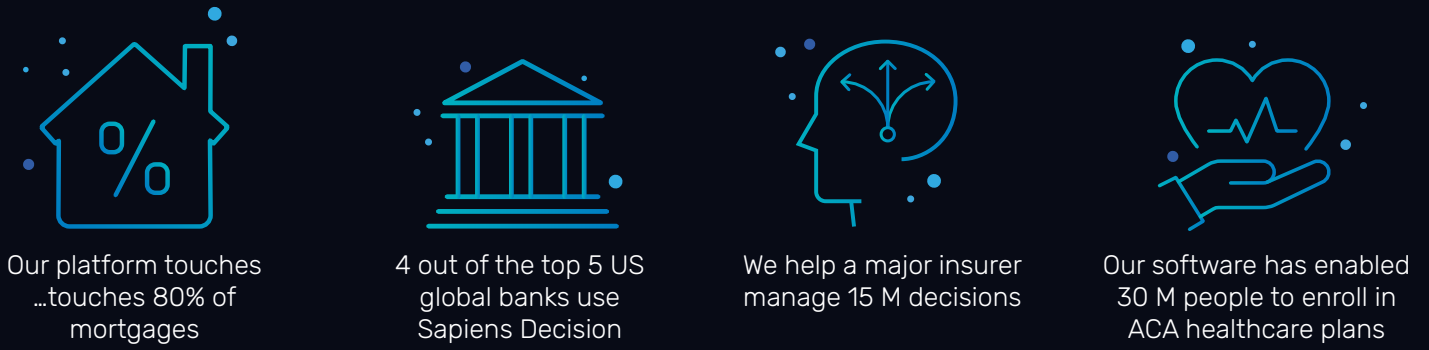 %
Our platform touches
…touches 80% of
mortgages
4 out of the top 5 US
global banks use
Sapiens Decision
We help a major insurer
manage 15 M decisions
Our software has enabled
30 M people to enroll in
ACA healthcare plans